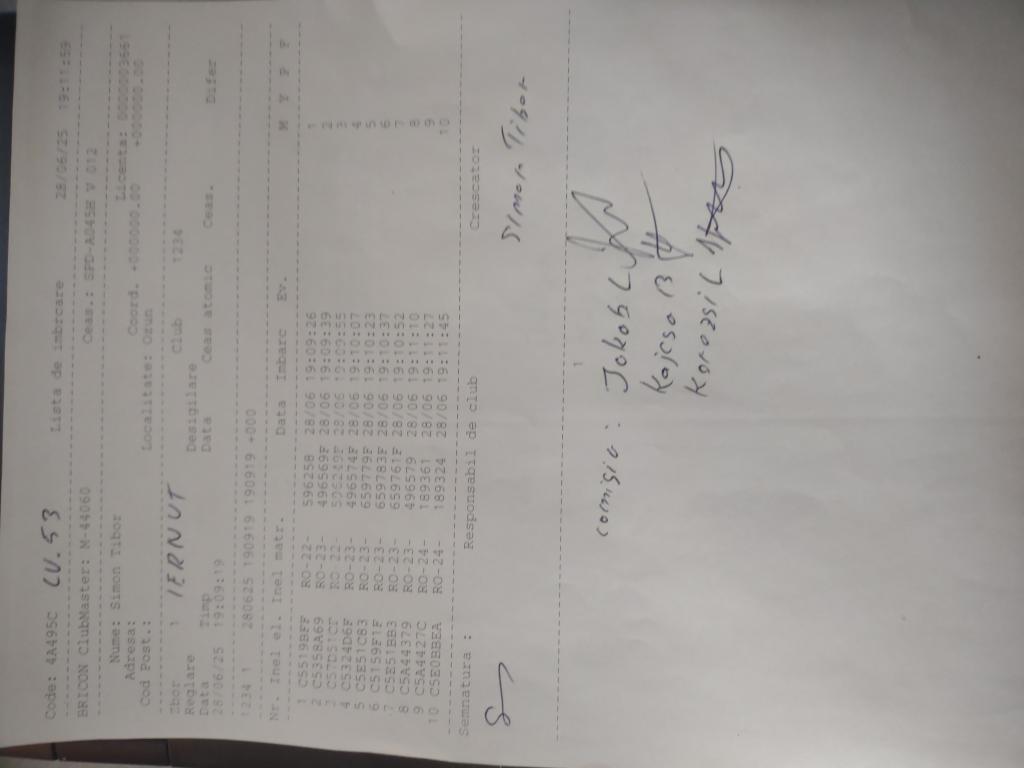 Code: 4A495C LV.53 Lista de imbrcare 28/06/25 19:11:59
BRICON ClubMaster: M-44060 Ceas.: SPD-A045H V 012
Nume: Simon Tibor Licenta:
Adresa: Coord. +000000.00 +000000.00
Cod Post.: Localitate: Orun
Zbor 1 IERNUT Club 1234
Reglare Desigilare
Data Timp Data Ceas atomic Ceas. Difer
28/06/25 19:09:19
1234 1 280625 190919 190919 +000
Nr. Inel el. Inel matr. Data Imbarc Ev. M Y F F
1 C5519BFF RO-22- 596258 28/06 19:09:26 1
2 C5358A69 RO-23- 496569F 28/06 19:09:39 2
3 RO-22- 28/06 19:09:55 3
4 C5324D6F RO-23- 496574F 28/06 19:10:07 4
5 C5E51C83 RO-23- 659779F 28/06 19:10:23 5
6 C5159F1F RO-23- 659783F 28/06 19:10:37 6
7 C5E51BB3 RO-23- 659761F 28/06 19:10:52 7
8 C5A44379 RO-23- 496579 28/06 19:11:10 8
9 C5A4427C RO-24- 189361 28/06 19:11:27 9
10 C5E0BBEA RO-24- 189324 28/06 19:11:45 10
Semnatura : Responsabil de club Crescator
Simon Tibor
1
comisia : Jakab L
Kajcsa B
Korozsi L